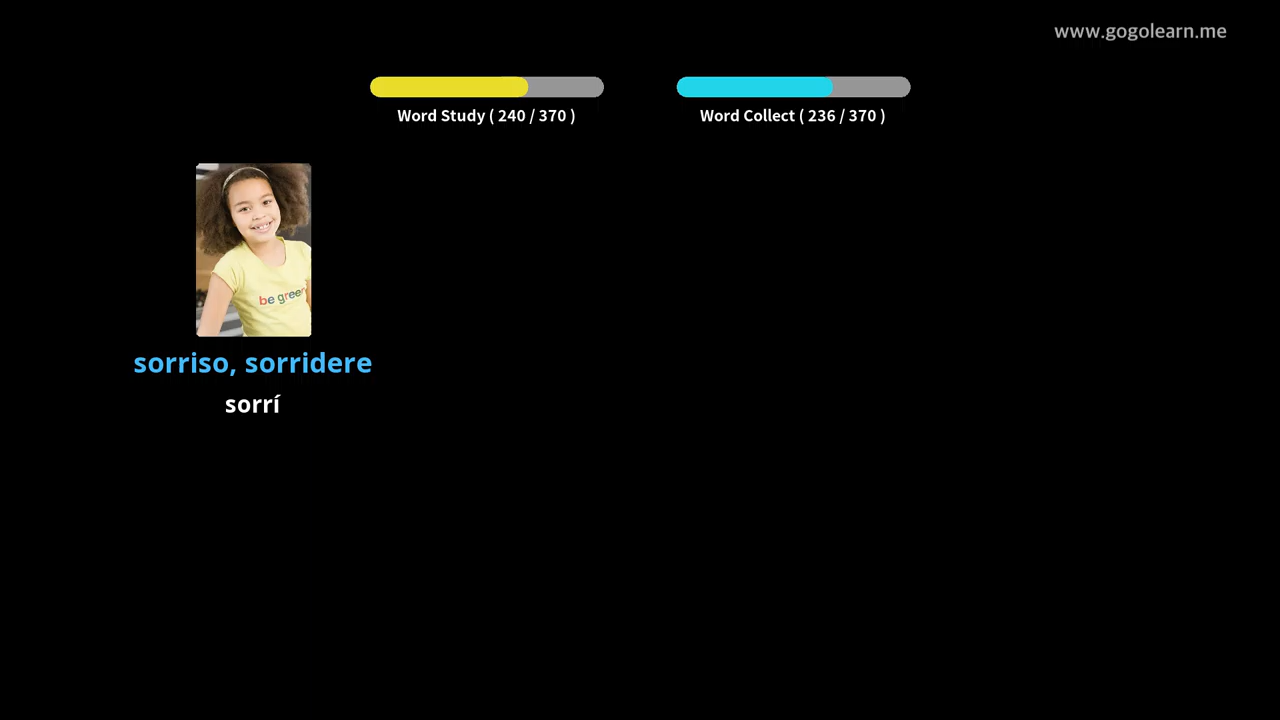 www.gogolearn.me
Word Study ( 240 / 370 )
Word Collect ( 236 / 370 )
be green
sorriso, sorridere
sorrí